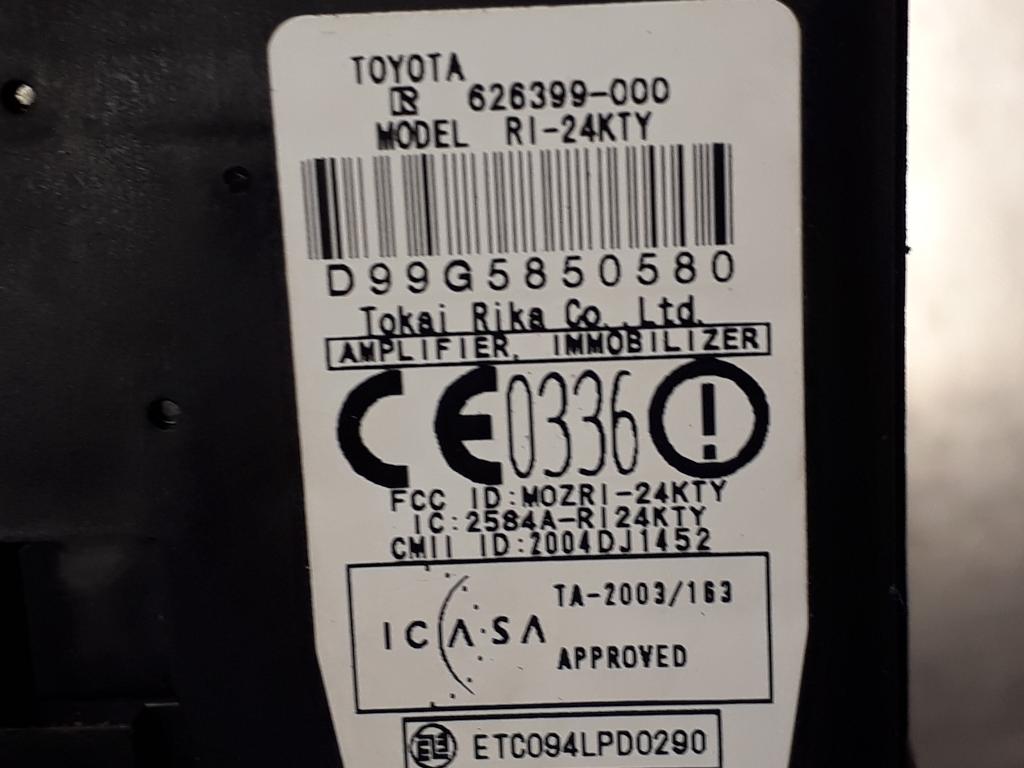 TOYOTA
R 626399-000
MODEL RI-24KTY
D99G5850580
Tokai Rika Co.,Ltd.
AMPLIFIER, IMMOBILIZER
CE0336!
FCC ID:MOZRI-24KTY
IC:2584A-RI24KTY
CMII ID:2004DJ1452
TA-2003/163
ICASA
APPROVED
ETC094LPD0290